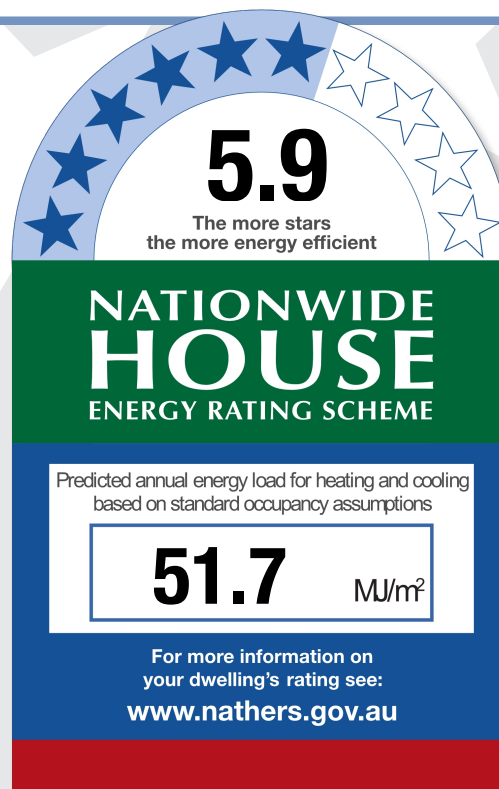 5.9
The more stars
the more energy efficient
NATIONWIDE
HOUSE
ENERGY RATING SCHEME
Predicted annual energy load for heating and cooling
based on standard occupancy assumptions
51.7 MJ/m²
For more information on
your dwelling's rating see:
www.nathers.gov.au